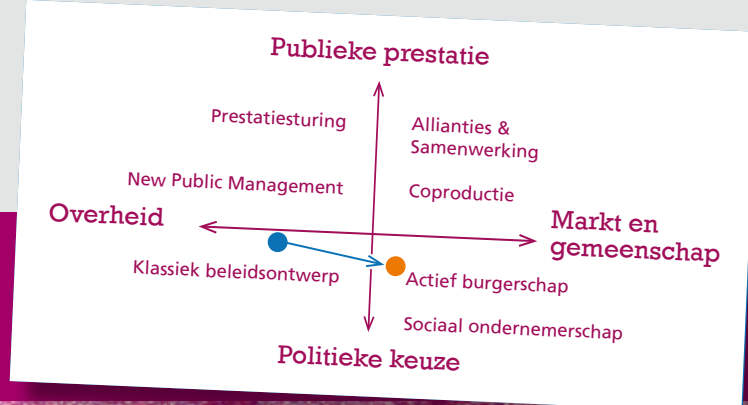 Publieke prestatie
Prestatiesturing
Allianties &
Samenwerking
New Public Management
Coproductie
Overheid
Markt en
gemeenschap
Klassiek beleidsontwerp
Actief burgerschap
Sociaal ondernemerschap
Politieke keuze